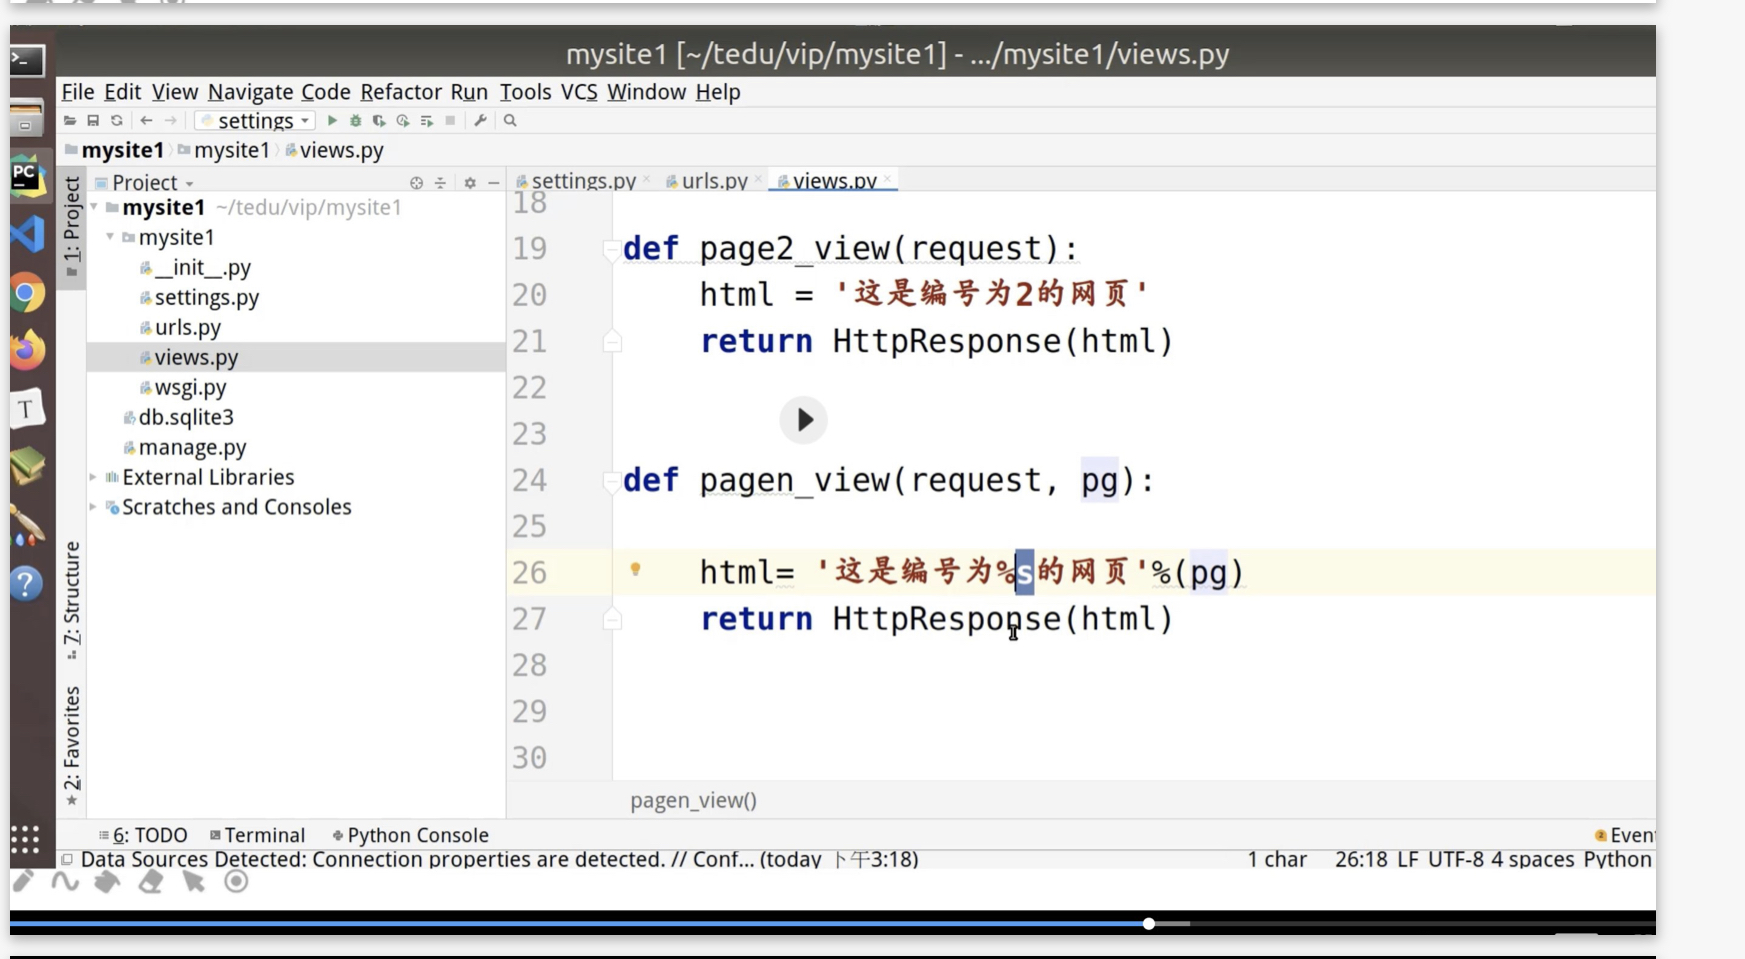 mysite1 [~/tedu/vip/mysite1] - .../mysite1/views.py
File Edit View Navigate Code Refactor Run Tools VCS Window Help
settings
mysite1 mysite1 views.py
1: Project
Project
settings.py urls.py views.py
mysite1 ~/tedu/vip/mysite1
mysite1
__init__.py
settings.py
urls.py
views.py
wsgi.py
db.sqlite3
manage.py
External Libraries
Scratches and Consoles
7: Structure
2: Favorites
18
19 def page2_view(request):
20 html = '这是编号为2的网页'
21 return HttpResponse(html)
22
23
24 def pagen_view(request, pg):
25
26 html= '这是编号为%s的网页'%(pg)
27 return HttpResponse(html)
28
29
30
pagen_view()
6: TODO Terminal Python Console
2 Even
Data Sources Detected: Connection properties are detected. // Conf... (today 下午3:18) 1 char 26:18 LF UTF-8 4 spaces Python
PC
T
?